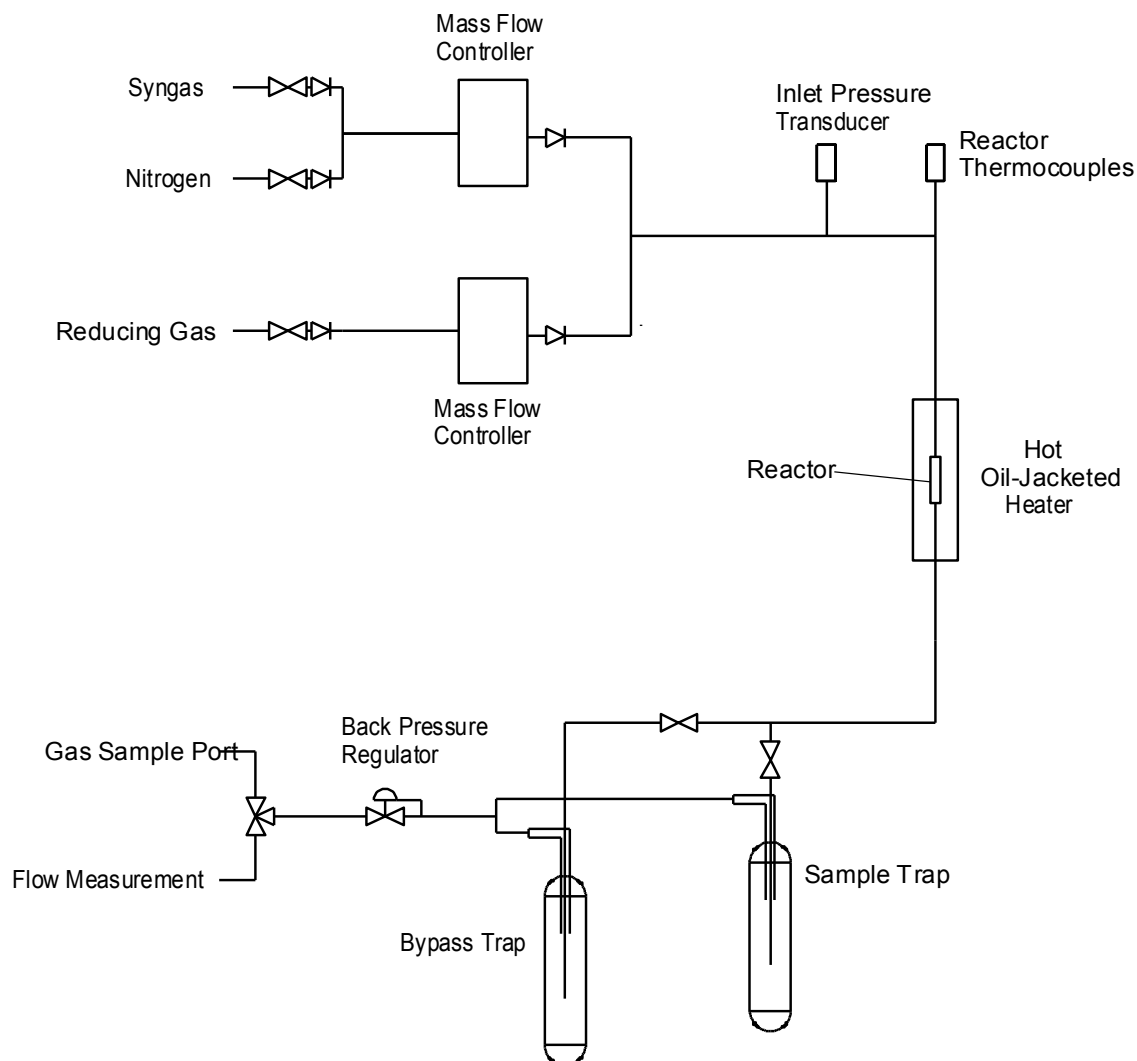 Mass Flow
Controller
Syngas
Nitrogen
Inlet Pressure
Transducer
Reactor
Thermocouples
Reducing Gas
Mass Flow
Controller
Reactor
Hot
Oil-Jacketed
Heater
Back Pressure
Regulator
Gas Sample Port
Flow Measurement
Sample Trap
Bypass Trap